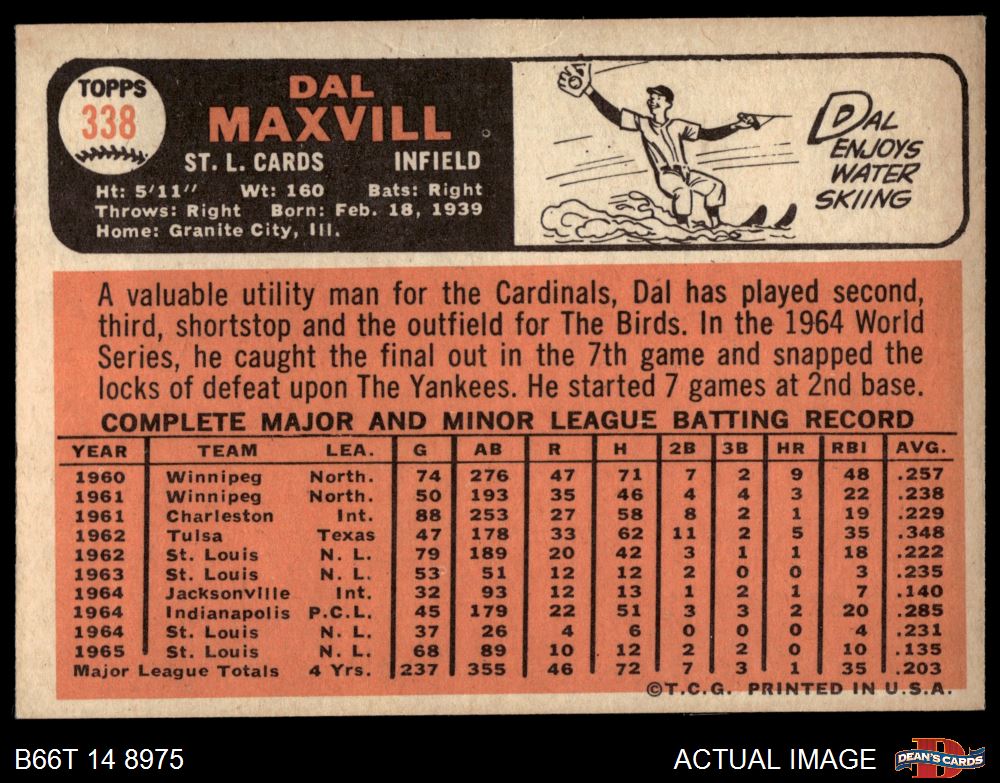 TOPPS
338
DAL
MAXVILL
ST. L. CARDS INFIELD
Ht: 5'11" Wt: 160 Bats: Right
Throws: Right Born: Feb. 18, 1939
Home: Granite City, Ill.
DAL
ENJOYS
WATER
SKIING
A valuable utility man for the Cardinals, Dal has played second,
third, shortstop and the outfield for The Birds. In the 1964 World
Series, he caught the final out in the 7th game and snapped the
locks of defeat upon The Yankees. He started 7 games at 2nd base.
COMPLETE MAJOR AND MINOR LEAGUE BATTING RECORD
YEAR TEAM LEA. G AB R H 2B 3B HR RBI AVG.
1960 Winnipeg North. 74 276 47 71 7 2 9 48 .257
1961 Winnipeg North. 50 193 35 46 4 4 3 22 .238
1961 Charleston Int. 88 253 27 58 8 2 1 19 .229
1962 Tulsa Texas 47 178 33 62 11 2 5 35 .348
1962 St. Louis N. L. 79 189 20 42 3 1 1 18 .222
1963 St. Louis N. L. 53 51 12 12 2 0 0 3 .235
1964 Jacksonville Int. 32 93 12 13 1 2 1 7 .140
1964 Indianapolis P.C.L. 45 179 22 51 3 3 2 20 .285
1964 St. Louis N. L. 37 26 4 6 0 0 0 4 .231
1965 St. Louis N. L. 68 89 10 12 2 2 0 10 .135
Major League Totals 4 Yrs. 237 355 46 72 7 3 1 35 .203
©T.C.G. PRINTED IN U.S.A.
B66T 14 8975 ACTUAL IMAGE DEAN'S CARDS